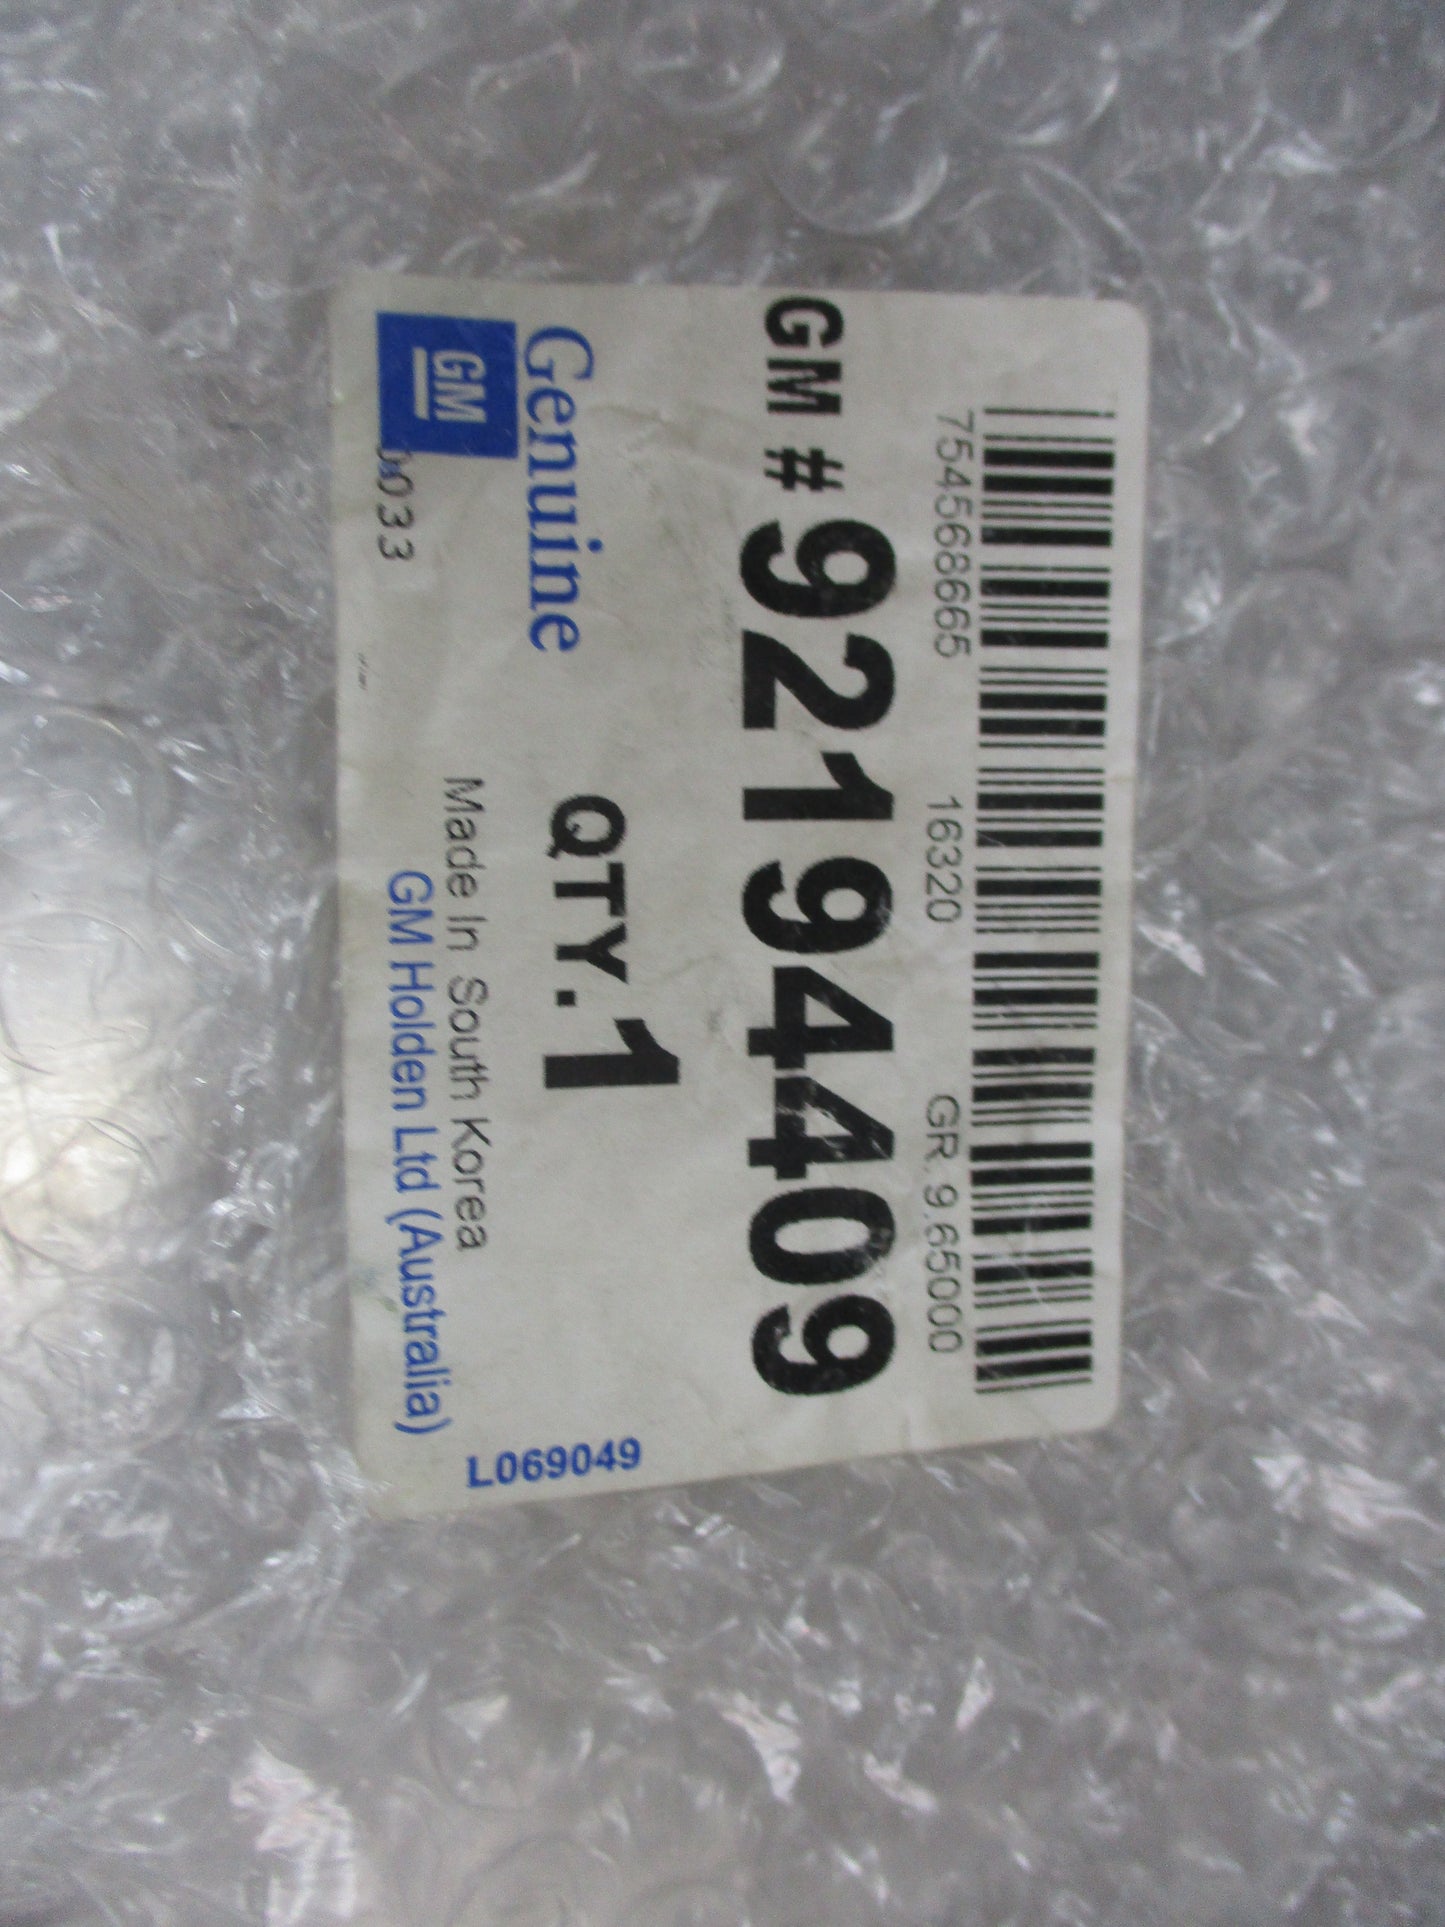 754568665 16320 GR. 9.65000
GM # 92194409
Genuine QTY. 1
GM
Made In South Korea
0033
GM Holden Ltd (Australia)
L069049